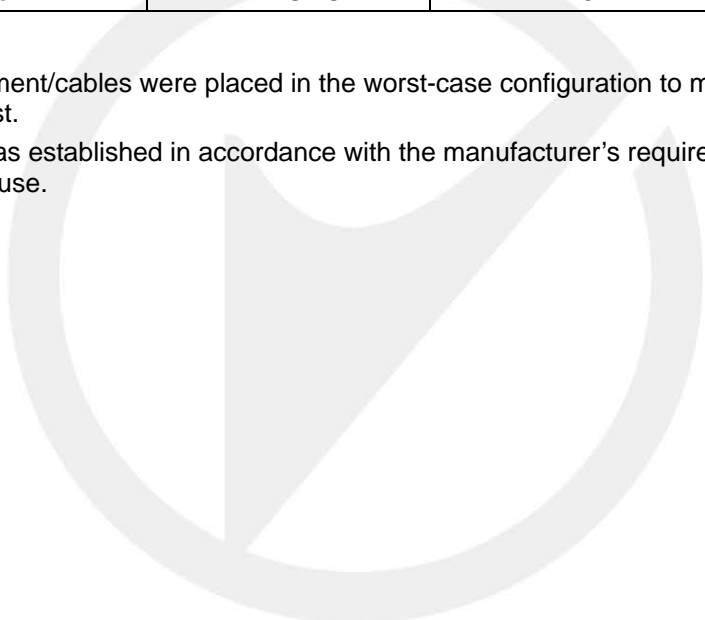 ment/cables were placed in the worst-case configuration to m
st.
as established in accordance with the manufacturer’s require
use.